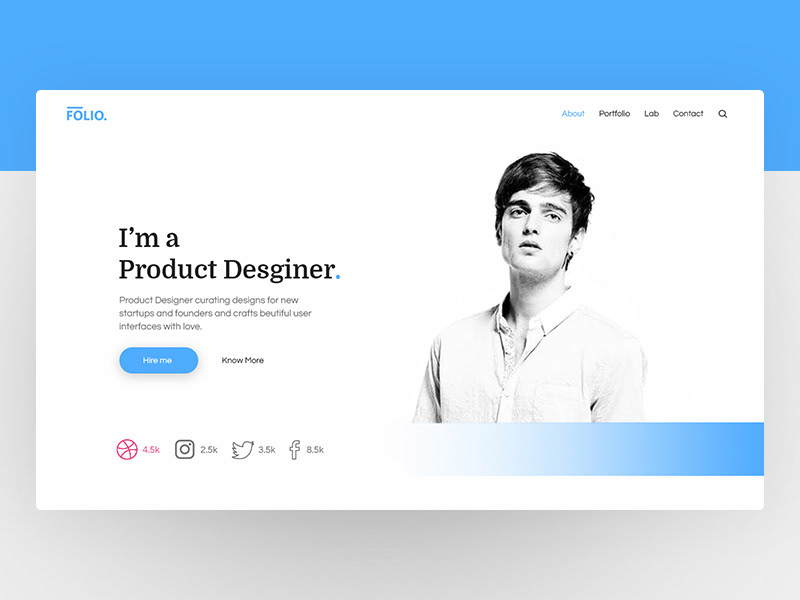 FOLIO.
About Portfolio Lab Contact
I’m a
Product Desginer.
Product Designer curating designs for new
startups and founders and crafts beutiful user
interfaces with love.
Hire me Know More
4.5k 2.5k 3.5k 8.5k